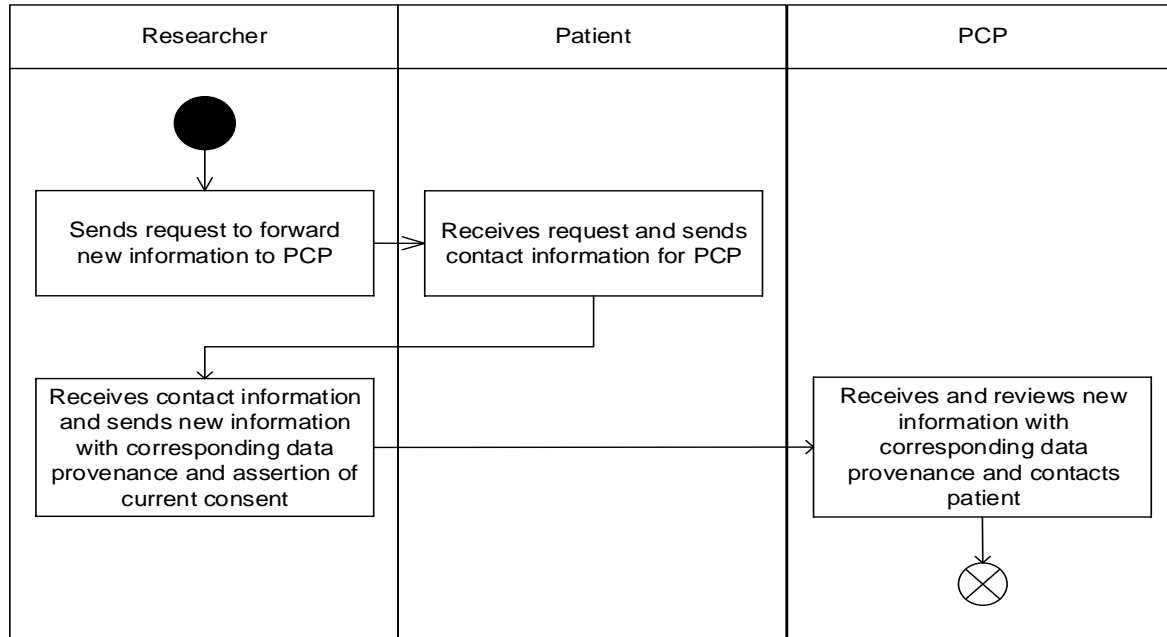 Researcher
Patient
PCP
Sends request to forward
new information to PCP
Receives request and sends
contact information for PCP
Receives contact information
and sends new information
with corresponding data
provenance and assertion of
current consent
Receives and reviews new
information with
corresponding data
provenance and contacts
patient